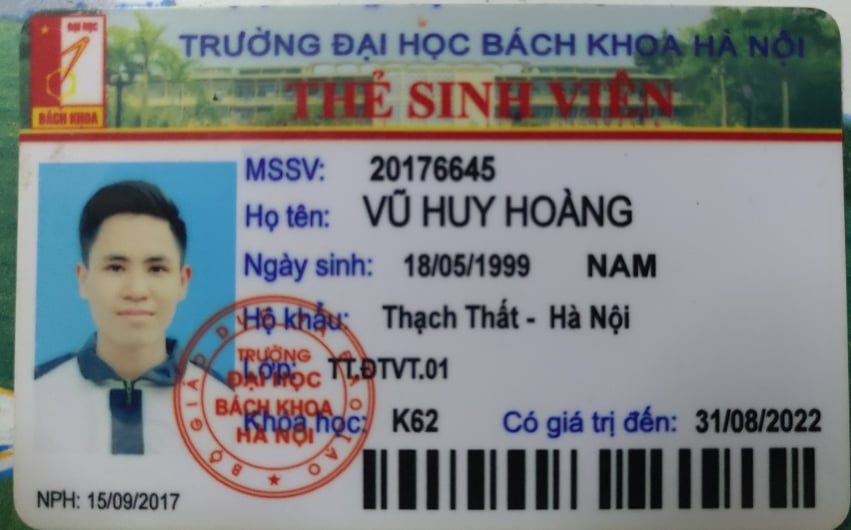 ĐẠI HỌC
BÁCH KHOA
TRƯỜNG ĐẠI HỌC BÁCH KHOA HÀ NỘI
THẺ SINH VIÊN
MSSV: 20176645
Họ tên: VŨ HUY HOÀNG
Ngày sinh: 18/05/1999 NAM
Hộ khẩu: Thạch Thất - Hà Nội
Lớp: TT.ĐTVT.01
Khóa học: K62 Có giá trị đến: 31/08/2022
BỘ GIÁO DỤC VÀ ĐÀO TẠO
TRƯỜNG
ĐẠI HỌC
BÁCH KHOA
HÀ NỘI
NPH: 15/09/2017